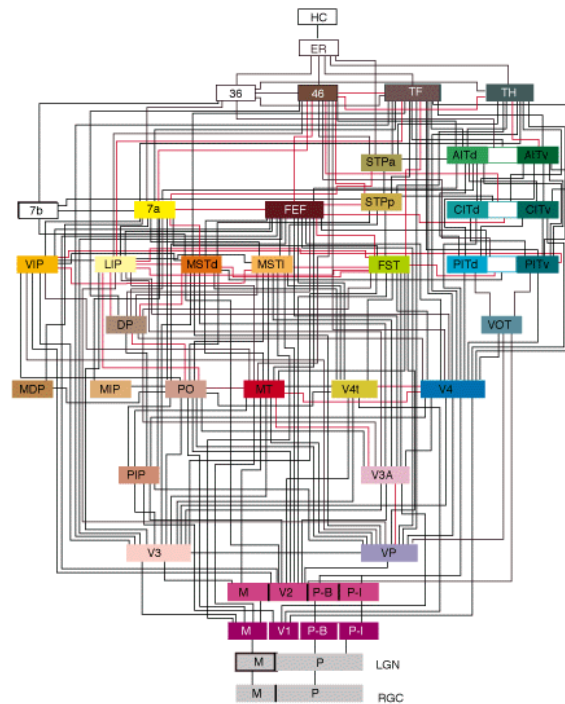 HC
ER
36 46 TF TH
STPa AITd AITv
7b 7a FEF STPp CITd CITv
VIP LIP MSTd MSTl FST PITd PITv
DP VOT
MDP MIP PO MT V4t V4
PIP V3A
V3 VP
M V2 P-B P-I
M V1 P-B P-I
M P LGN
M P RGC